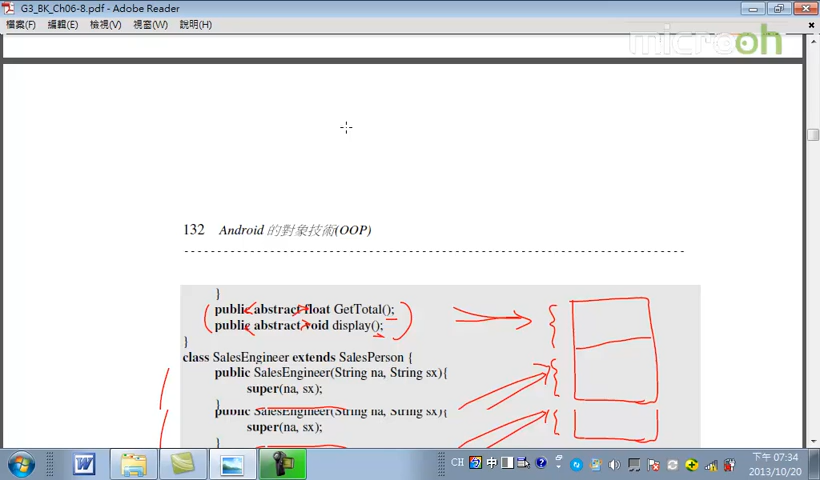 G3_BK_Ch06-8.pdf - Adobe Reader
檔案(F) 編輯(E) 檢視(V) 視窗(W) 說明(H)
microoh
132 Android 的對象技術(OOP)
}
public abstract float GetTotal();
public abstract void display();
}
class SalesEngineer extends SalesPerson {
public SalesEngineer(String na, String sx){
super(na, sx);
}
public SalesEngineer(String na, String sx){
super(na, sx);
}
CH 中
下午 07:34
2013/10/20